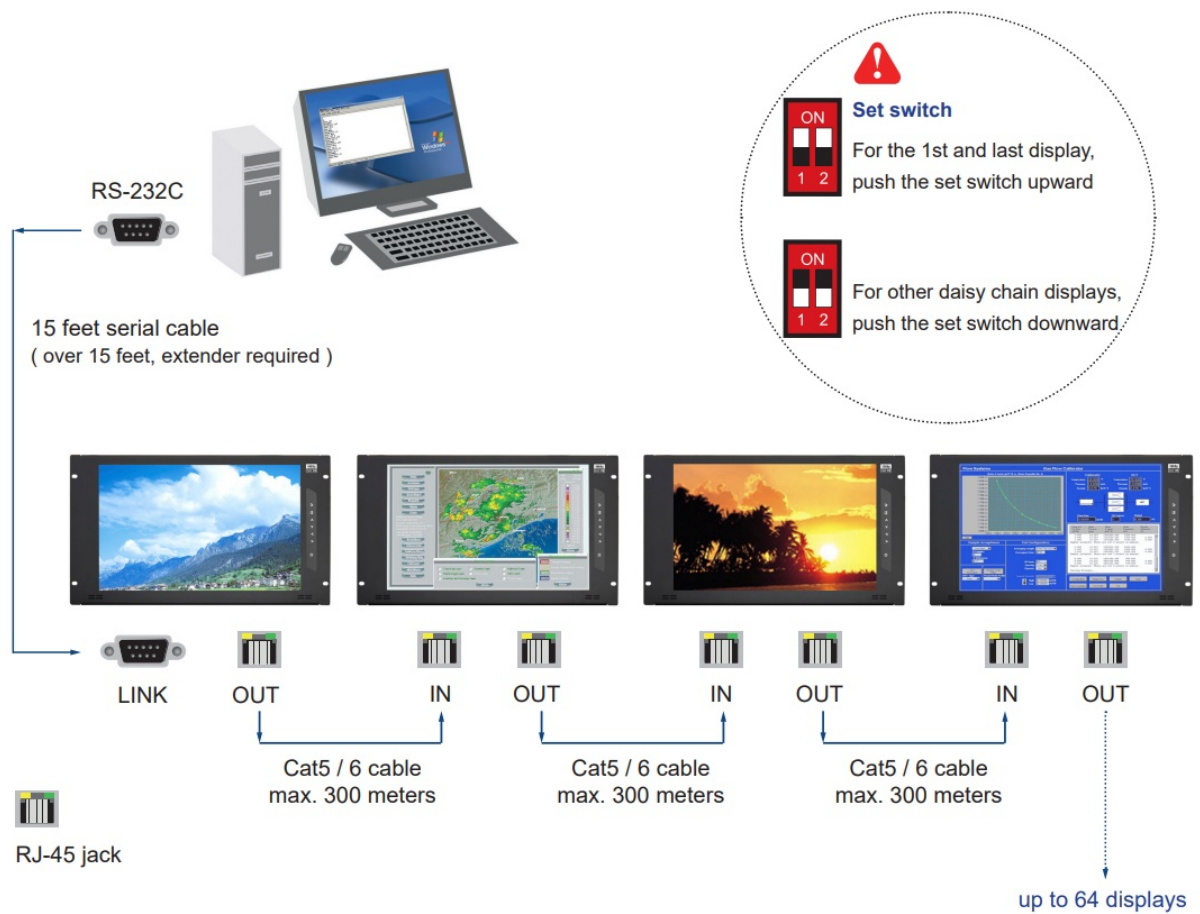 RS-232C
15 feet serial cable
( over 15 feet, extender required )
Set switch
ON
1 2
For the 1st and last display,
push the set switch upward
ON
1 2
For other daisy chain displays,
push the set switch downward
Windows
LINK
OUT
IN
OUT
IN
OUT
IN
OUT
Cat5 / 6 cable
max. 300 meters
Cat5 / 6 cable
max. 300 meters
Cat5 / 6 cable
max. 300 meters
RJ-45 jack
up to 64 displays